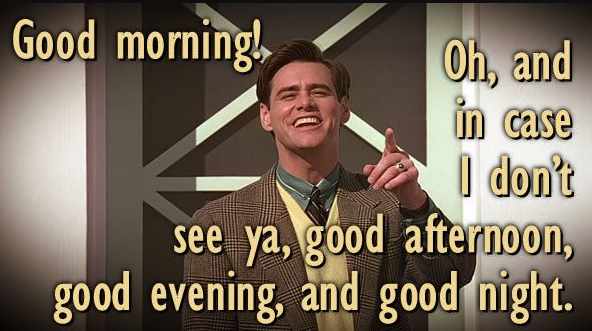 Good morning!
Oh, and
in case
I don't
see ya, good afternoon,
good evening, and good night.